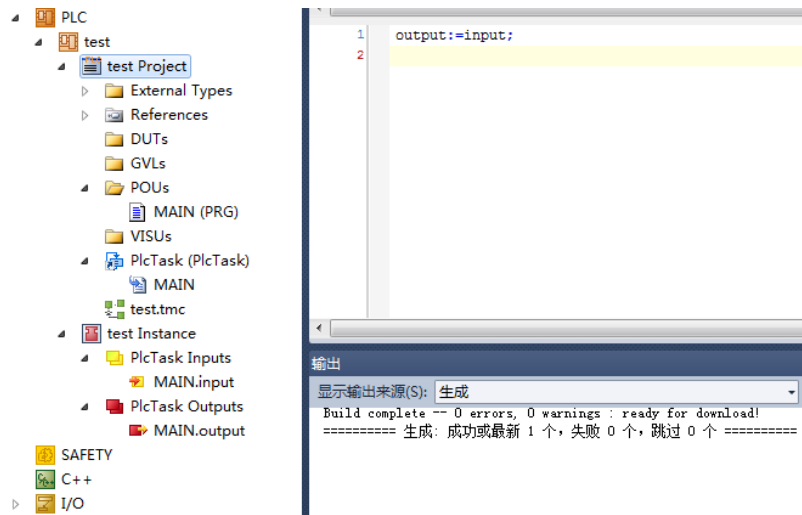 PLC
test
test Project
External Types
References
DUTs
GVLs
POUs
MAIN (PRG)
VISUs
PlcTask (PlcTask)
MAIN
test.tmc
test Instance
PlcTask Inputs
MAIN.input
PlcTask Outputs
MAIN.output
SAFETY
C++
I/O
1 output:=input;
2
输出
显示输出来源(S): 生成
Build complete -- 0 errors, 0 warnings : ready for download!
========== 生成: 成功或最新 1 个，失败 0 个，跳过 0 个 ==========